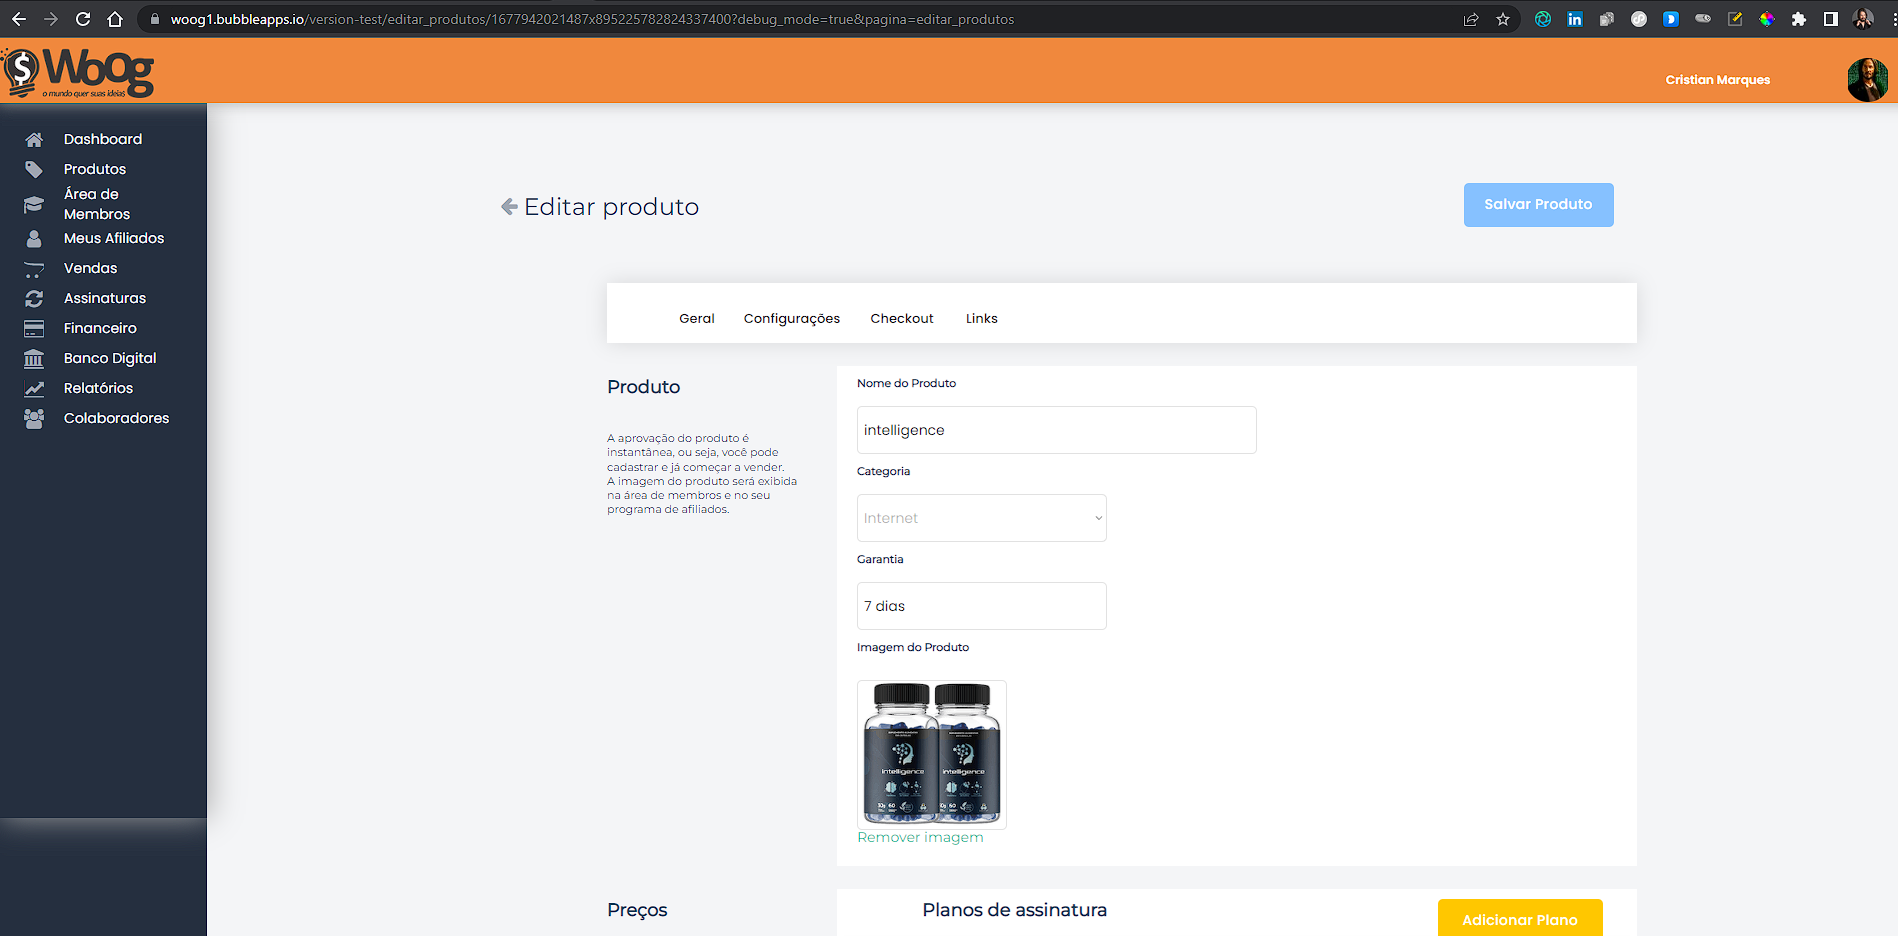 woog1.bubbleapps.io/version-test/editar_produtos/1677942021487x895225782824337400?debug_mode=true&pagina=editar_produtos
WoOg
o mundo quer suas ideias
Cristian Marques
Dashboard
Produtos
Área de
Membros
Meus Afiliados
Vendas
Assinaturas
Financeiro
Banco Digital
Relatórios
Colaboradores
Editar produto
Salvar Produto
Geral Configurações Checkout Links
Produto
A aprovação do produto é
instantânea, ou seja, você pode
cadastrar e já começar a vender.
A imagem do produto será exibida
na área de membros e no seu
programa de afiliados.
Nome do Produto
intelligence
Categoria
Internet
Garantia
7 dias
Imagem do Produto
intelligence intelligence
60 60
Remover imagem
Preços
Planos de assinatura
Adicionar Plano